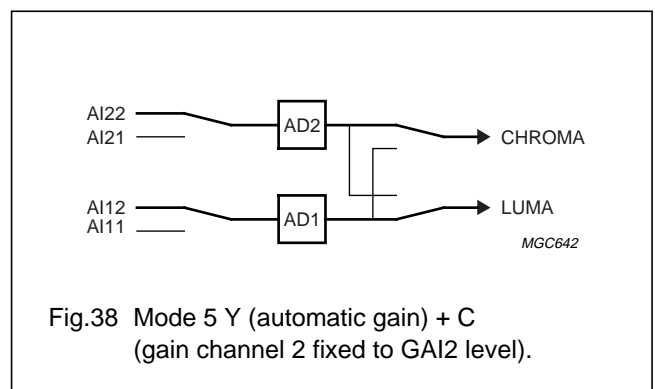 AI22
AI21
AD2
CHROMA
AI12
AI11
AD1
LUMA
MGC642
Fig.38 Mode 5 Y (automatic gain) + C
(gain channel 2 fixed to GAI2 level).